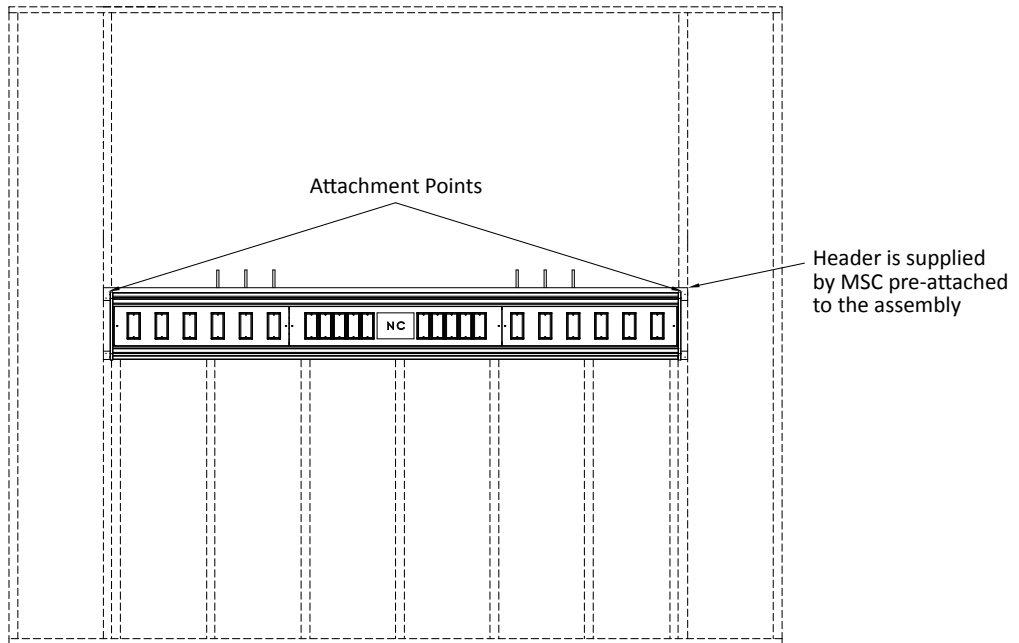 Attachment Points
Header is supplied
by MSC pre-attached
to the assembly
NC